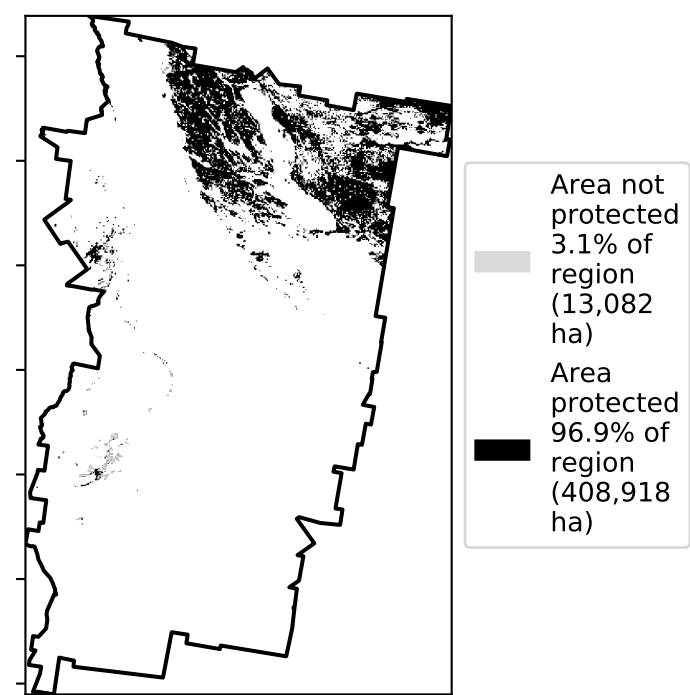 Area not
protected
3.1% of
region
(13,082
ha)
Area
protected
96.9% of
region
(408,918
ha)